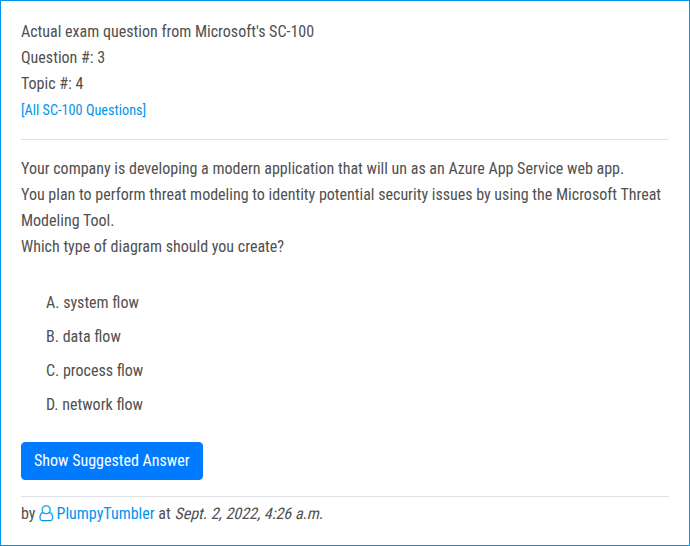 Actual exam question from Microsoft's SC-100
Question #: 3
Topic #: 4
[All SC-100 Questions]
Your company is developing a modern application that will un as an Azure App Service web app.
You plan to perform threat modeling to identity potential security issues by using the Microsoft Threat
Modeling Tool.
Which type of diagram should you create?
A. system flow
B. data flow
C. process flow
D. network flow
Show Suggested Answer
by PlumpyTumbler at Sept. 2, 2022, 4:26 a.m.